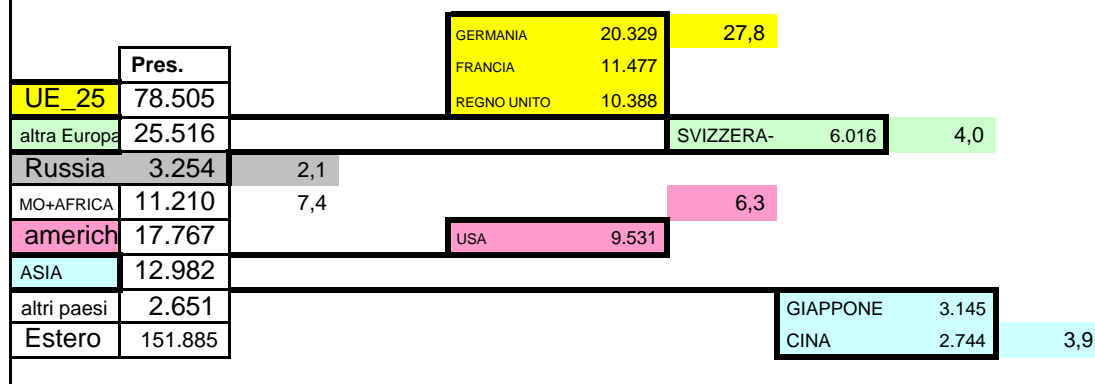 GERMANIA 20.329 27,8
Pres. FRANCIA 11.477
UE_25 78.505 REGNO UNITO 10.388
altra Europa 25.516 SVIZZERA- 6.016 4,0
Russia 3.254 2,1
MO+AFRICA 11.210 7,4 6,3
americh 17.767 USA 9.531
ASIA 12.982
altri paesi 2.651 GIAPPONE 3.145
Estero 151.885 CINA 2.744 3,9